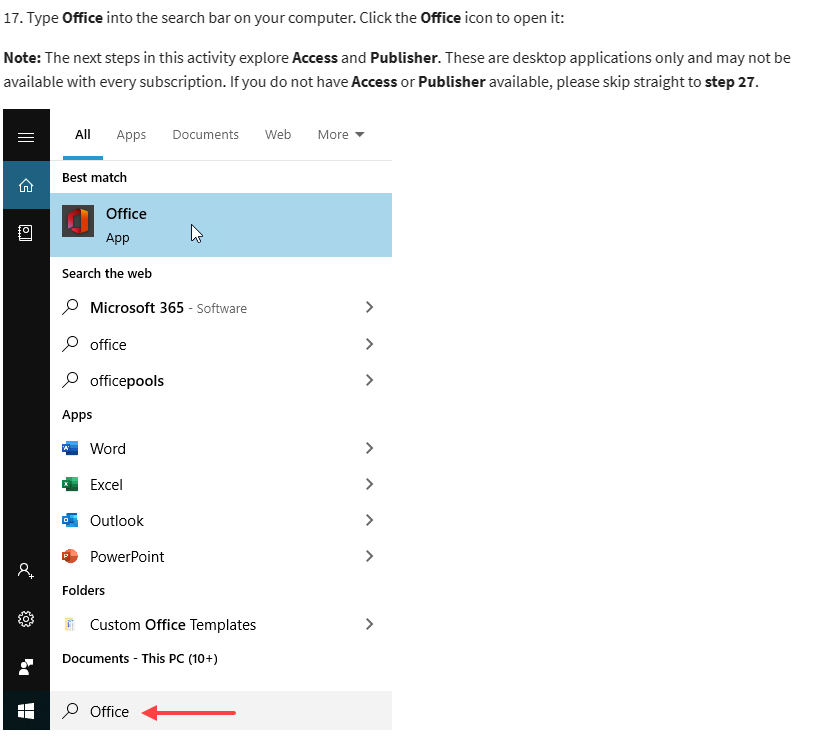 17. Type Office into the search bar on your computer. Click the Office icon to open it:
Note: The next steps in this activity explore Access and Publisher. These are desktop applications only and may not be
available with every subscription. If you do not have Access or Publisher available, please skip straight to step 27.
All Apps Documents Web More
Best match
Office
App
Search the web
Microsoft 365 - Software
office
officepools
Apps
Word
Excel
Outlook
PowerPoint
Folders
Custom Office Templates
Documents - This PC (10+)
Office